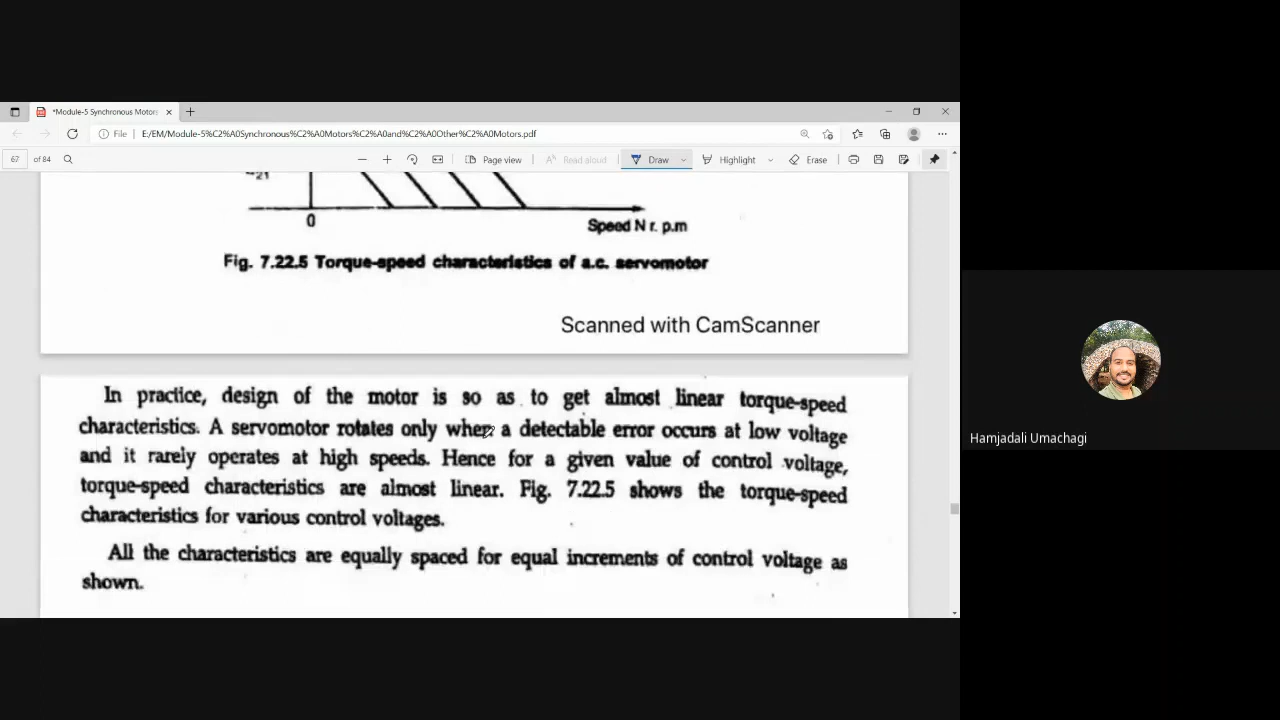 *Module-5 Synchronous Motors
File
E:/EM/Module-5%C2%A0Synchronous%C2%A0Motors%C2%A0and%C2%A0Other%C2%A0Motors.pdf
67 of 84
Page view
Read aloud
Draw
Highlight
Erase
21
0
Speed N r. p.m
Fig. 7.22.5 Torque-speed characteristics of a.c. servomotor
Scanned with CamScanner
In practice, design of the motor is so as to get almost linear torque-speed
characteristics. A servomotor rotates only when a detectable error occurs at low voltage
and it rarely operates at high speeds. Hence for a given value of control voltage,
torque-speed characteristics are almost linear. Fig. 7.22.5 shows the torque-speed
characteristics for various control voltages.
All the characteristics are equally spaced for equal increments of control voltage as
shown.
Hamjadali Umachagi